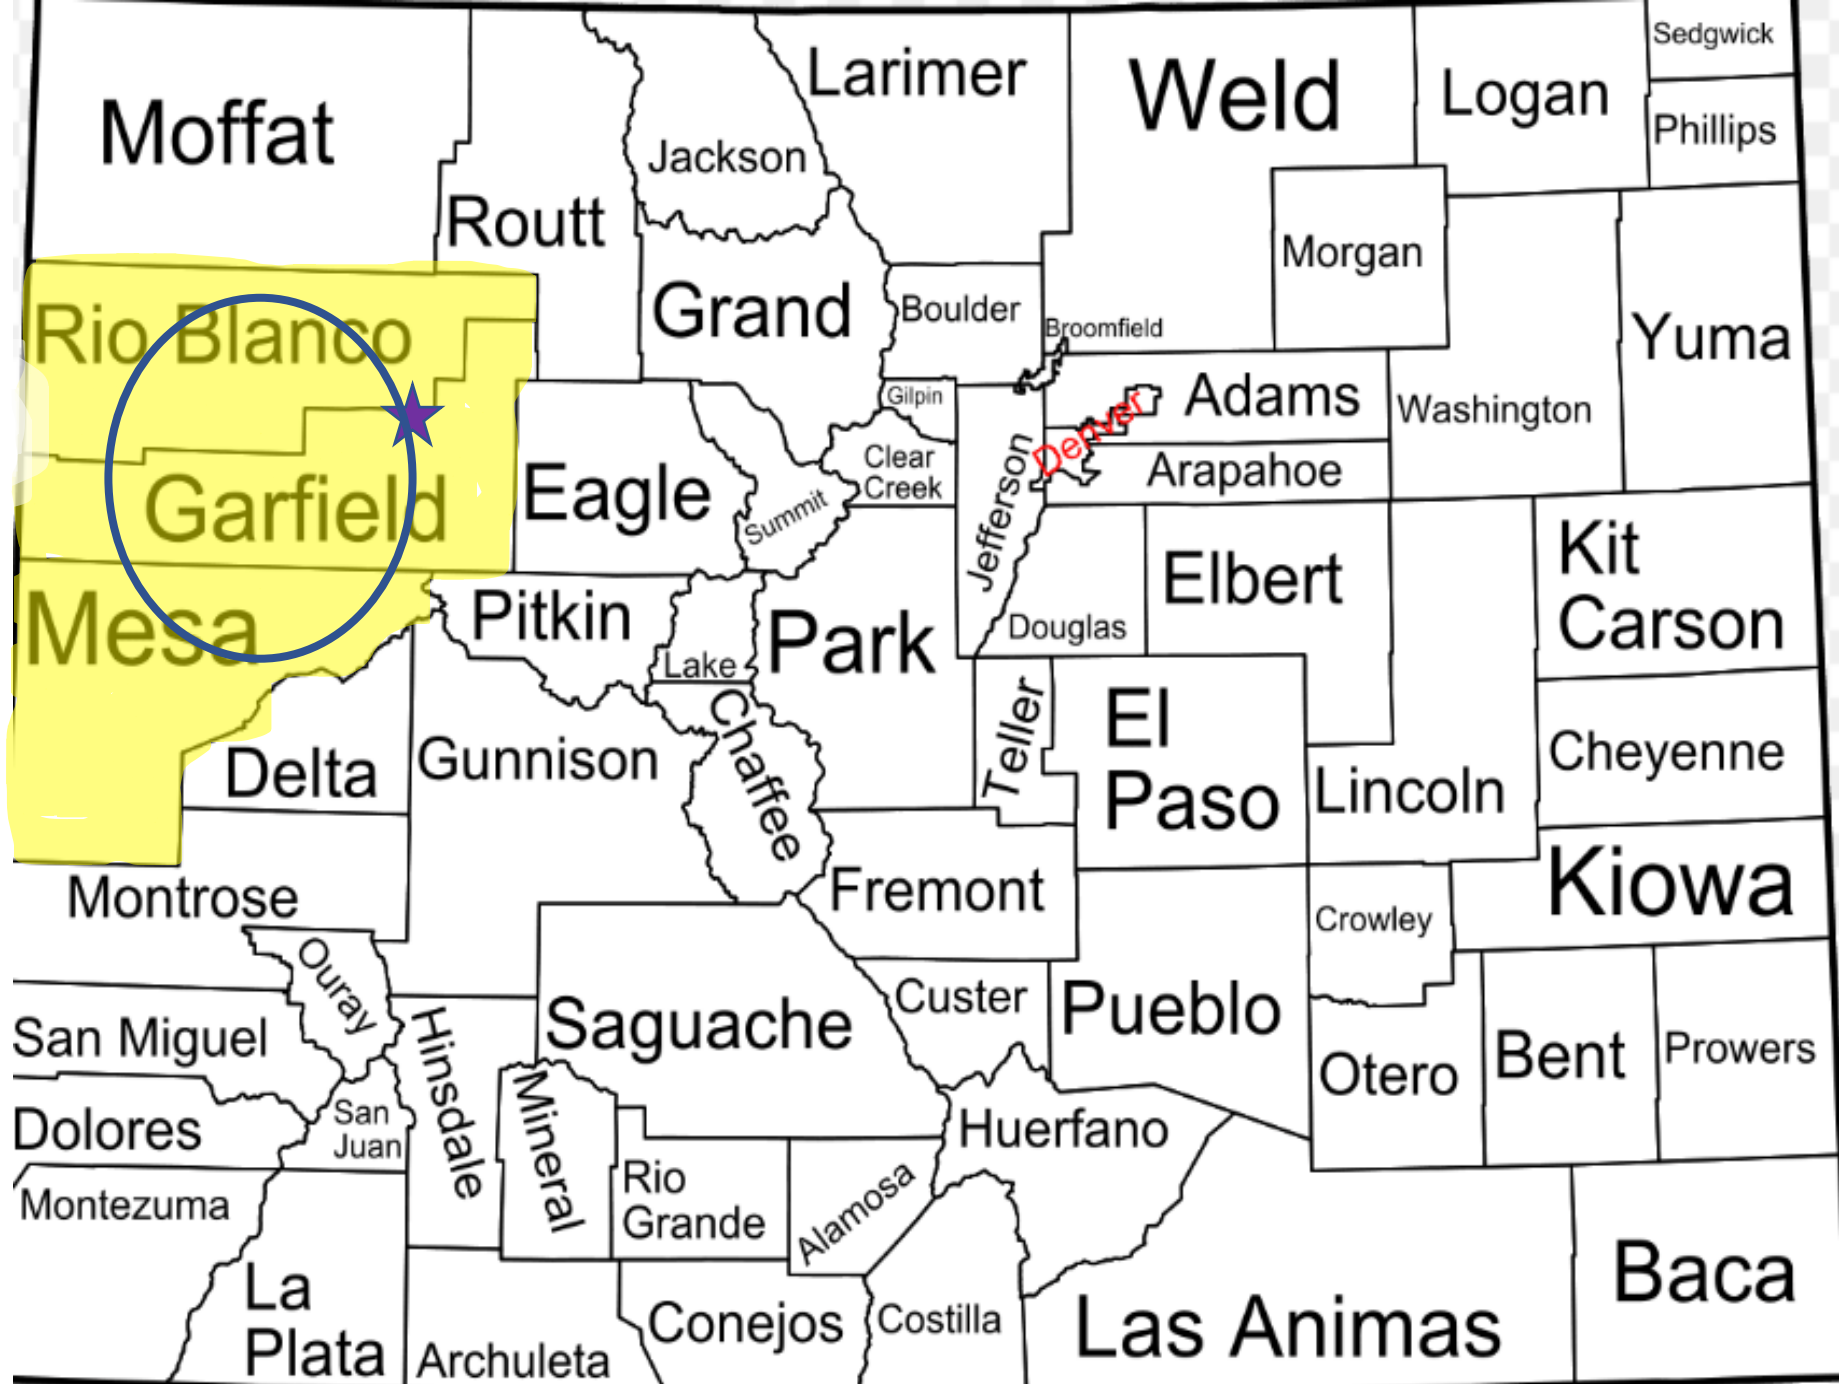 Sedgwick
Larimer
Weld
Logan
Moffat
Phillips
Jackson
Routt
Morgan
Grand
Boulder
Rio Blanco
Broomfield
Yuma
Gilpin
Adams
Washington
Denver
Clear
Creek
Arapahoe
Eagle
Garfield
Summit
Jefferson
Kit
Carson
Elbert
Mesa
Pitkin
Douglas
Park
Lake
El
Paso
Teller
Chaffee
Cheyenne
Gunnison
Delta
Lincoln
Kiowa
Fremont
Montrose
Crowley
Ouray
Custer
Pueblo
Saguache
San Miguel
Hinsdale
Otero
Bent
Prowers
San
Juan
Dolores
Mineral
Huerfano
Rio
Grande
Alamosa
Montezuma
La
Plata
Baca
Conejos
Costilla
Las Animas
Archuleta